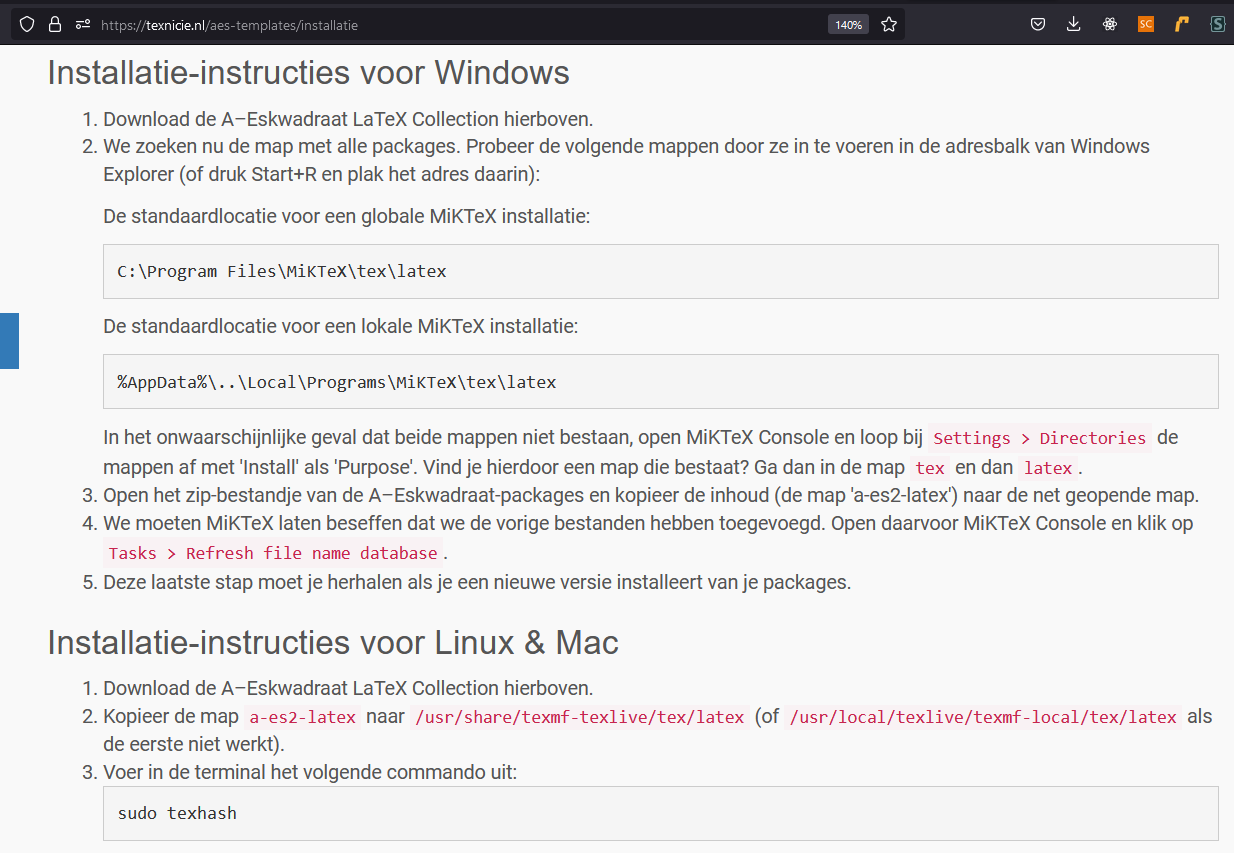 https://texnicie.nl/aes-templates/installatie
140%
SC
S
Installatie-instructies voor Windows
1. Download de A–Eskwadraat LaTeX Collection hierboven.
2. We zoeken nu de map met alle packages. Probeer de volgende mappen door ze in te voeren in de adresbalk van Windows
Explorer (of druk Start+R en plak het adres daarin):
De standaardlocatie voor een globale MiKTeX installatie:
C:\Program Files\MiKTeX\tex\latex
De standaardlocatie voor een lokale MiKTeX installatie:
%AppData%\..\Local\Programs\MiKTeX\tex\latex
In het onwaarschijnlijke geval dat beide mappen niet bestaan, open MiKTeX Console en loop bij Settings > Directories de
mappen af met 'Install' als 'Purpose'. Vind je hierdoor een map die bestaat? Ga dan in de map tex en dan latex.
3. Open het zip-bestandje van de A–Eskwadraat-packages en kopieer de inhoud (de map 'a-es2-latex') naar de net geopende map.
4. We moeten MiKTeX laten beseffen dat we de vorige bestanden hebben toegevoegd. Open daarvoor MiKTeX Console en klik op
Tasks > Refresh file name database.
5. Deze laatste stap moet je herhalen als je een nieuwe versie installeert van je packages.
Installatie-instructies voor Linux & Mac
1. Download de A–Eskwadraat LaTeX Collection hierboven.
2. Kopieer de map a-es2-latex naar /usr/share/texmf-texlive/tex/latex (of /usr/local/texlive/texmf-local/tex/latex als
de eerste niet werkt).
3. Voer in de terminal het volgende commando uit:
sudo texhash